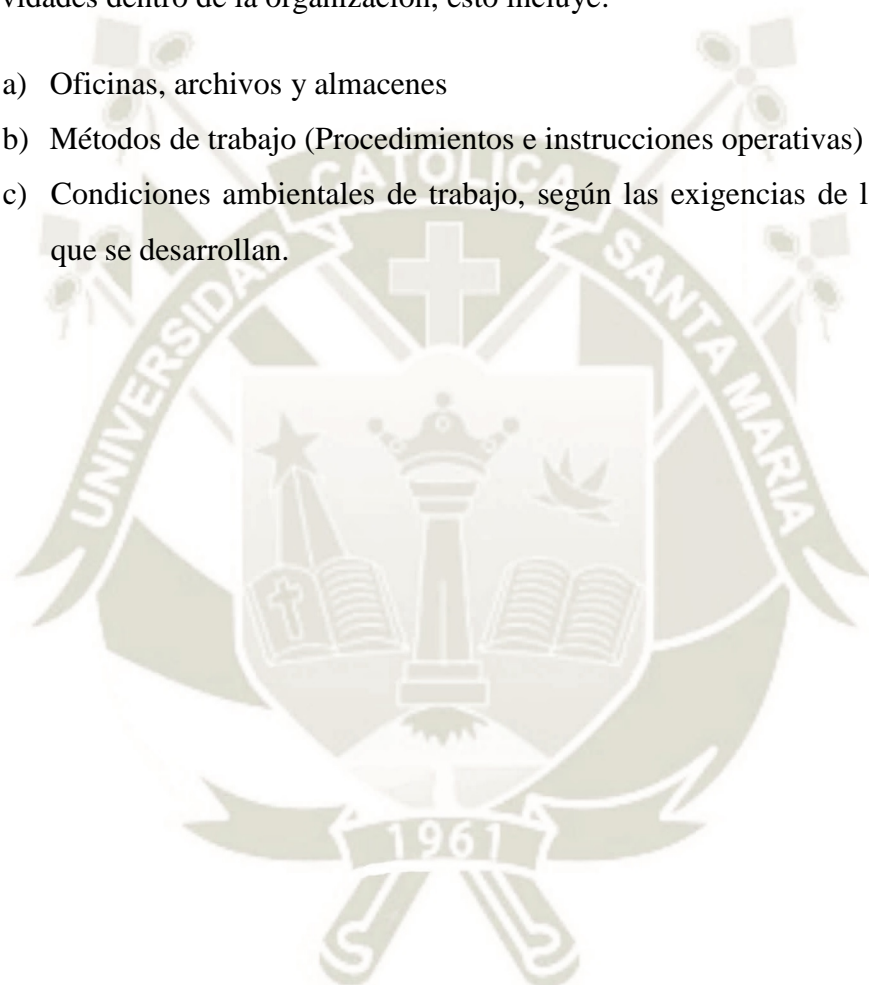 vidades dentro de la organización, esto incluye:
a) Oficinas, archivos y almacenes
b) Métodos de trabajo (Procedimientos e instrucciones operativas)
c) Condiciones ambientales de trabajo, según las exigencias de l
que se desarrollan.
UNIVERSIDAD CATOLICA SANTA MARIA
1961